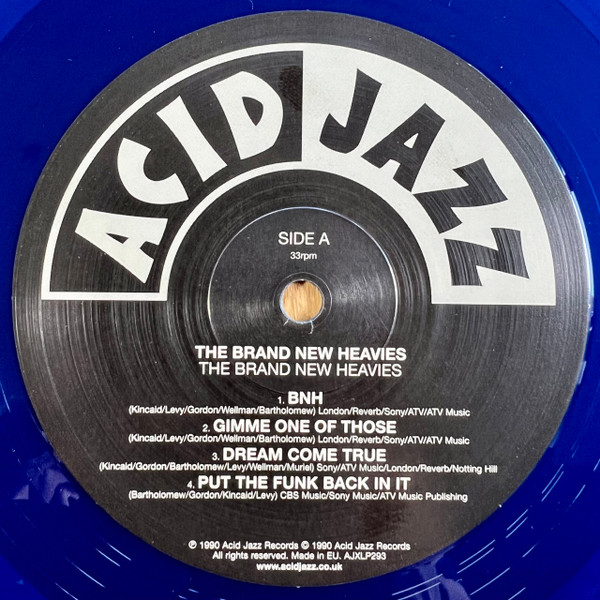 ACID JAZZ
SIDE A
33rpm
THE BRAND NEW HEAVIES
THE BRAND NEW HEAVIES
1. BNH
(Kincaid/Levy/Gordon/Wellman/Bartholomew) London/Reverb/Sony/ATV/ATV Music
2. GIMME ONE OF THOSE
(Kincaid/Levy/Gordon/Wellman/Bartholomew) London/Reverb/Sony/ATV/ATV Music
3. DREAM COME TRUE
(Kincaid/Gordon/Bartholomew/Levy/Wellman/Muriel) Sony/ATV Music/London/Reverb/Notting Hill
4. PUT THE FUNK BACK IN IT
(Bartholomew/Gordon/Kincaid/Levy) CBS Music/Sony Music/ATV Music Publishing
℗ 1990 Acid Jazz Records © 1990 Acid Jazz Records
All rights reserved. Made in EU. AJXLP293
www.acidjazz.co.uk